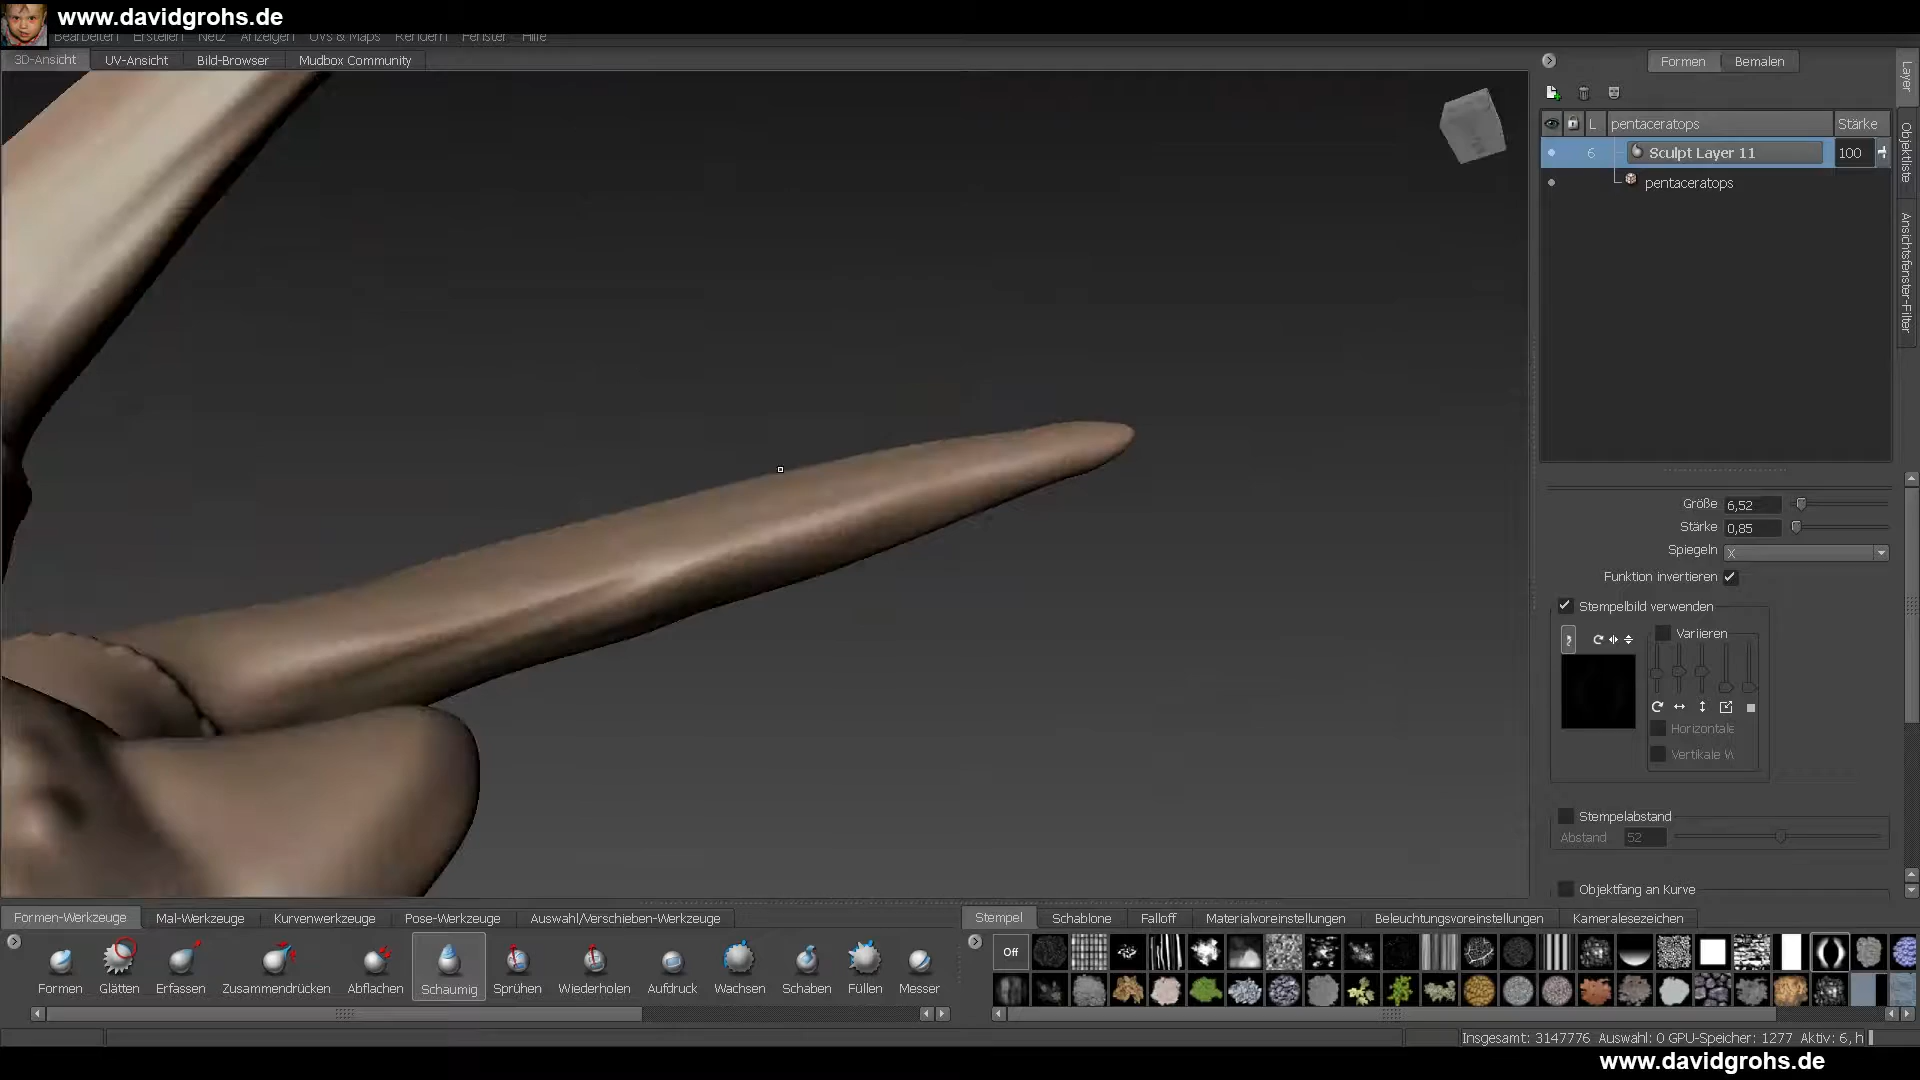 www.davidgrohs.de
Bearbeiten Erstellen Netz Anzeigen UVs & Maps Rendern Fenster Hilfe
3D-Ansicht UV-Ansicht Bild-Browser Mudbox Community
Formen Bemalen
Layer
Objektliste
Ansichtsfenster-Filter
L pentaceratops Stärke
6 Sculpt Layer 11 100
pentaceratops
Größe 6,52
Stärke 0,85
Spiegeln X
Funktion invertieren
Stempelbild verwenden
Variieren
Horizontale
Vertikale W
Stempelabstand
Abstand 52
Objektfang an Kurve
Formen-Werkzeuge Mal-Werkzeuge Kurvenwerkzeuge Pose-Werkzeuge Auswahl/Verschieben-Werkzeuge
Stempel Schablone Falloff Materialvoreinstellungen Beleuchtungsvoreinstellungen Kameralesezeichen
Off
Formen Glätten Erfassen Zusammendrücken Abflachen Schaumig Sprühen Wiederholen Aufdruck Wachsen Schaben Füllen Messer
Insgesamt: 3147776 Auswahl: 0 GPU-Speicher: 1277 Aktiv: 6, h
www.davidgrohs.de